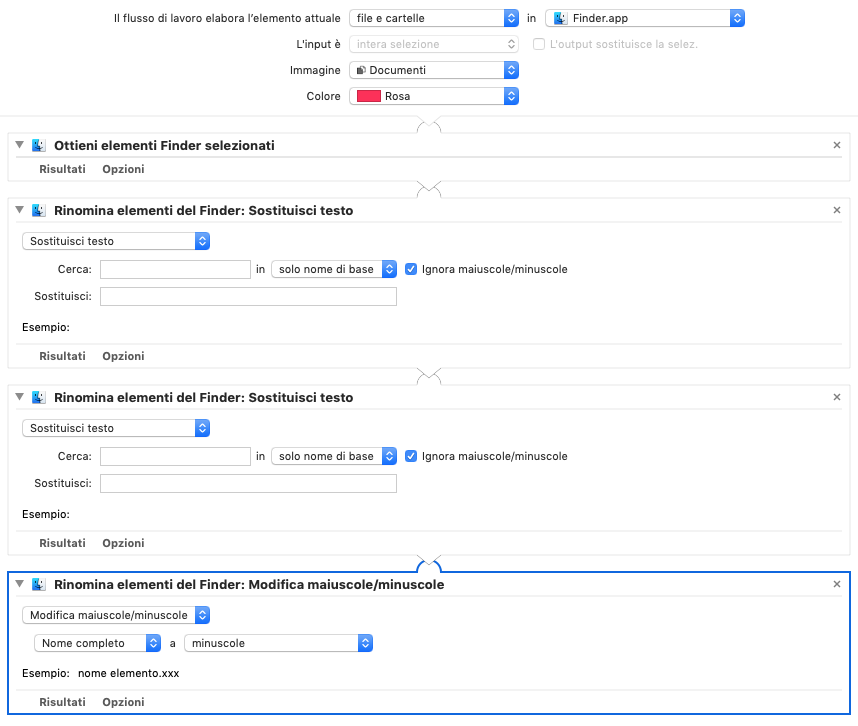 Il flusso di lavoro elabora l'elemento attuale file e cartelle in Finder.app
L'input è intera selezione L'output sostituisce la selez.
Immagine Documenti
Colore Rosa
Ottieni elementi Finder selezionati
Risultati Opzioni
Rinomina elementi del Finder: Sostituisci testo
Sostituisci testo
Cerca: in solo nome di base Ignora maiuscole/minuscole
Sostituisci:
Esempio:
Risultati Opzioni
Rinomina elementi del Finder: Sostituisci testo
Sostituisci testo
Cerca: in solo nome di base Ignora maiuscole/minuscole
Sostituisci:
Esempio:
Risultati Opzioni
Rinomina elementi del Finder: Modifica maiuscole/minuscole
Modifica maiuscole/minuscole
Nome completo a minuscole
Esempio: nome elemento.xxx
Risultati Opzioni